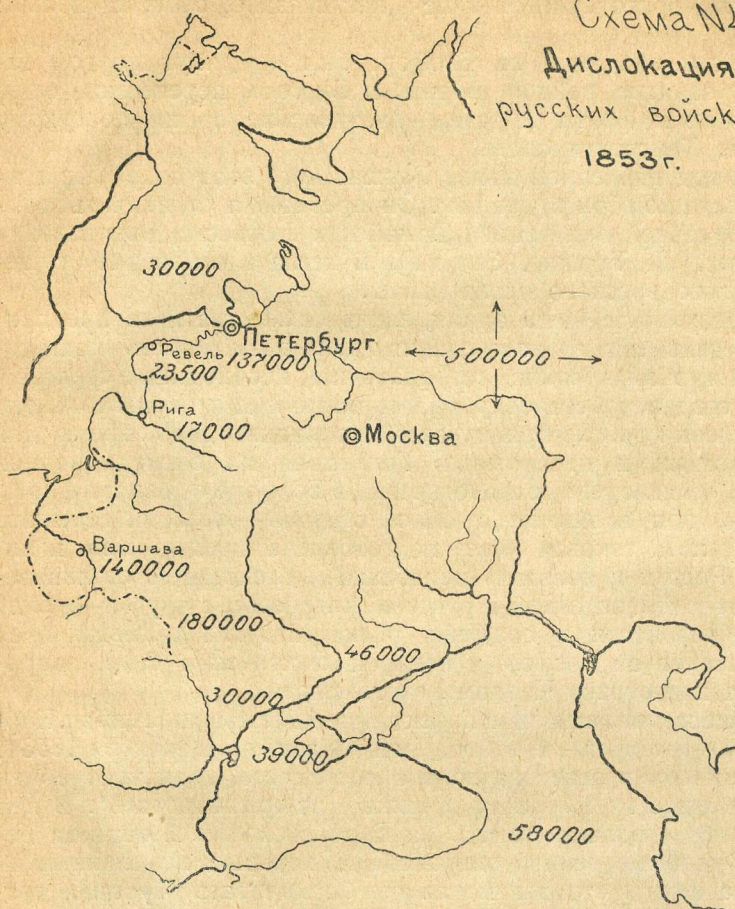 Схема №
Дислокация
русских войск
1853 г.
30000
Петербург
137000
500000
Ревель
23500
Рига
17000
Москва
Варшава
140000
180000
46000
30000
39000
58000